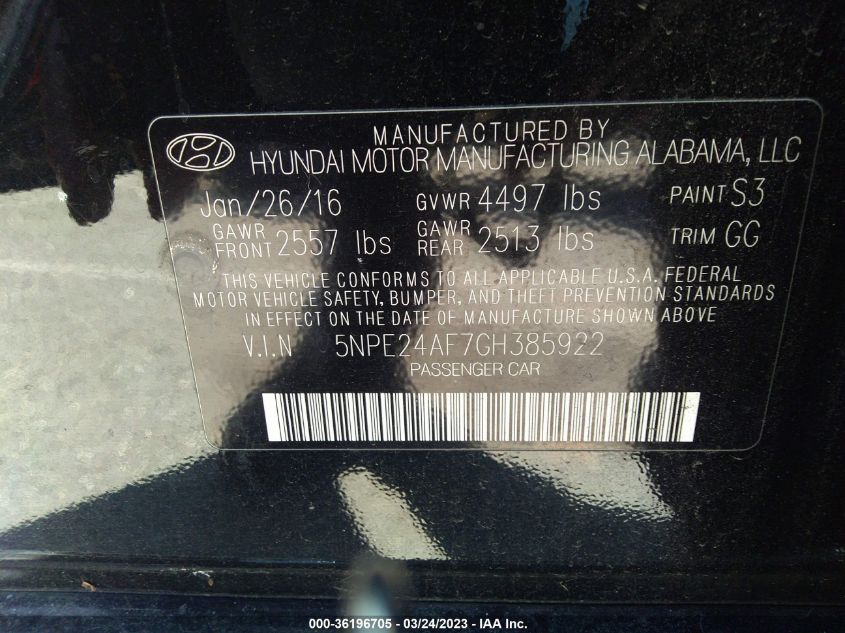 MANUFACTURED BY
HYUNDAI MOTOR MANUFACTURING ALABAMA, LLC
Jan/26/16 GVWR 4497 lbs PAINT S3
GAWR FRONT 2557 lbs GAWR REAR 2513 lbs TRIM GG
THIS VEHICLE CONFORMS TO ALL APPLICABLE U.S.A. FEDERAL
MOTOR VEHICLE SAFETY, BUMPER, AND THEFT PREVENTION STANDARDS
IN EFFECT ON THE DATE OF MANUFACTURE SHOWN ABOVE
V.I.N 5NPE24AF7GH385922
PASSENGER CAR
000-36196705 - 03/24/2023 - IAA Inc.